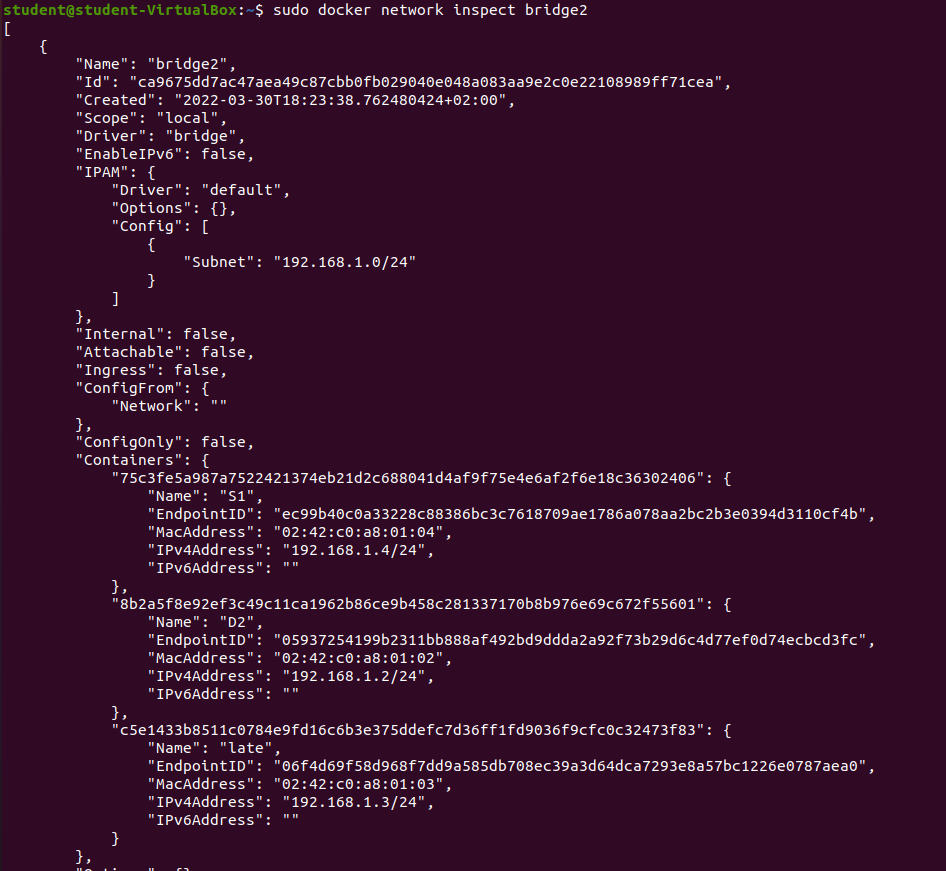 student@student-VirtualBox:~$ sudo docker network inspect bridge2
[
    {
        "Name": "bridge2",
        "Id": "ca9675dd7ac47aea49c87cbb0fb029040e048a083aa9e2c0e22108989ff71cea",
        "Created": "2022-03-30T18:23:38.762480424+02:00",
        "Scope": "local",
        "Driver": "bridge",
        "EnableIPv6": false,
        "IPAM": {
            "Driver": "default",
            "Options": {},
            "Config": [
                {
                    "Subnet": "192.168.1.0/24"
                }
            ]
        },
        "Internal": false,
        "Attachable": false,
        "Ingress": false,
        "ConfigFrom": {
            "Network": ""
        },
        "ConfigOnly": false,
        "Containers": {
            "75c3fe5a987a7522421374eb21d2c688041d4af9f75e4e6af2f6e18c36302406": {
                "Name": "S1",
                "EndpointID": "ec99b40c0a33228c88386bc3c7618709ae1786a078aa2bc2b3e0394d3110cf4b",
                "MacAddress": "02:42:c0:a8:01:04",
                "IPv4Address": "192.168.1.4/24",
                "IPv6Address": ""
            },
            "8b2a5f8e92ef3c49c11ca1962b86ce9b458c281337170b8b976e69c672f55601": {
                "Name": "D2",
                "EndpointID": "05937254199b2311bb888af492bd9ddda2a92f73b29d6c4d77ef0d74ecbcd3fc",
                "MacAddress": "02:42:c0:a8:01:02",
                "IPv4Address": "192.168.1.2/24",
                "IPv6Address": ""
            },
            "c5e1433b8511c0784e9fd16c6b3e375ddefc7d36ff1fd9036f9cfc0c32473f83": {
                "Name": "late",
                "EndpointID": "06f4d69f58d968f7dd9a585db708ec39a3d64dca7293e8a57bc1226e0787aea0",
                "MacAddress": "02:42:c0:a8:01:03",
                "IPv4Address": "192.168.1.3/24",
                "IPv6Address": ""
            }
        },